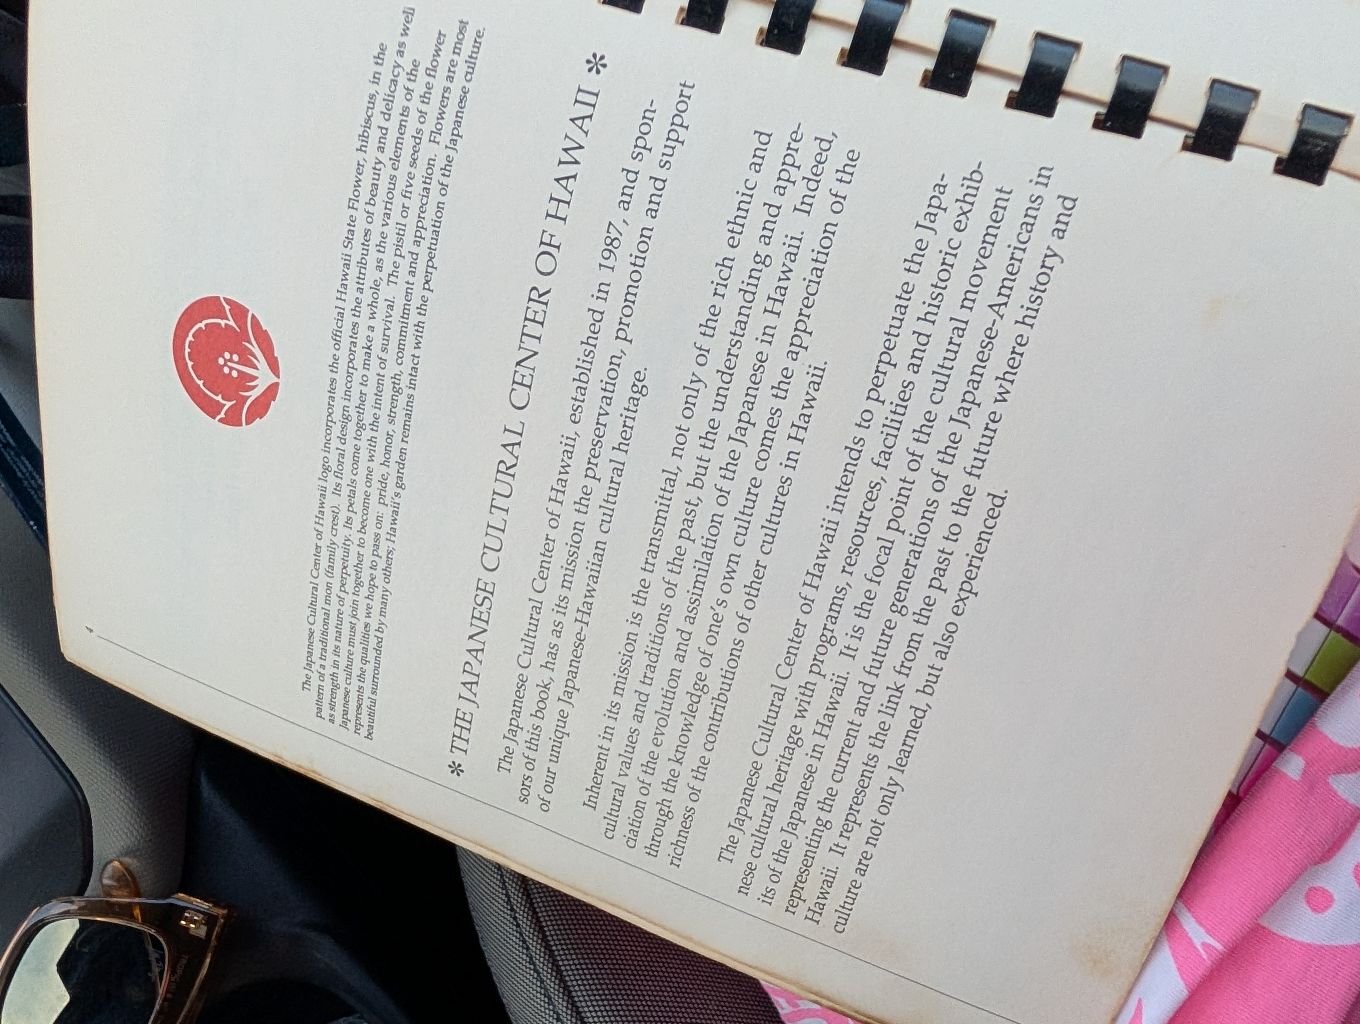 4
The Japanese Cultural Center of Hawaii logo incorporates the official Hawaii State Flower, hibiscus, in the
pattern of a traditional mon (family crest). Its floral design incorporates the attributes of beauty and delicacy as well
as strength in its nature of perpetuity. Its petals come together to make a whole, as the various elements of the
Japanese culture must join together to become one with the intent of survival. The pistil or five seeds of the flower
represents the qualities we hope to pass on: pride, honor, strength, commitment and appreciation. Flowers are most
beautiful surrounded by many others; Hawaii's garden remains intact with the perpetuation of the Japanese culture.
* THE JAPANESE CULTURAL CENTER OF HAWAII *
The Japanese Cultural Center of Hawaii, established in 1987, and spon-
sors of this book, has as its mission the preservation, promotion and support
of our unique Japanese-Hawaiian cultural heritage.
Inherent in its mission is the transmittal, not only of the rich ethnic and
cultural values and traditions of the past, but the understanding and appre-
ciation of the evolution and assimilation of the Japanese in Hawaii. Indeed,
through the knowledge of one's own culture comes the appreciation of the
richness of the contributions of other cultures in Hawaii.
The Japanese Cultural Center of Hawaii intends to perpetuate the Japa-
nese cultural heritage with programs, resources, facilities and historic exhib-
its of the Japanese in Hawaii. It is the focal point of the cultural movement
representing the current and future generations of the Japanese-Americans in
Hawaii. It represents the link from the past to the future where history and
culture are not only learned, but also experienced.